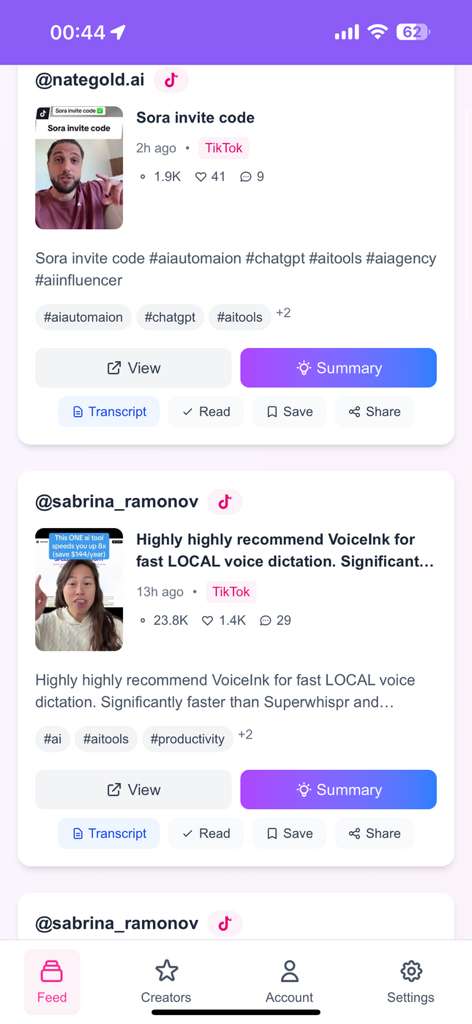 00:44
62
@nategold.ai
Sora invite code ✅
Sora invite code
Sora invite code
2h ago • TikTok
1.9K 41 9
Sora invite code #aiautomaion #chatgpt #aitools #aiagency
#aiinfluencer
#aiautomaion #chatgpt #aitools +2
View Summary
Transcript Read Save Share
@sabrina_ramonov
This ONE ai tool
speeds you up 8x
(save $144/year)
Highly highly recommend VoiceInk for
fast LOCAL voice dictation. Significant...
13h ago • TikTok
23.8K 1.4K 29
Highly highly recommend VoiceInk for fast LOCAL voice
dictation. Significantly faster than Superwhispr and...
#ai #aitools #productivity +2
View Summary
Transcript Read Save Share
@sabrina_ramonov
Feed Creators Account Settings